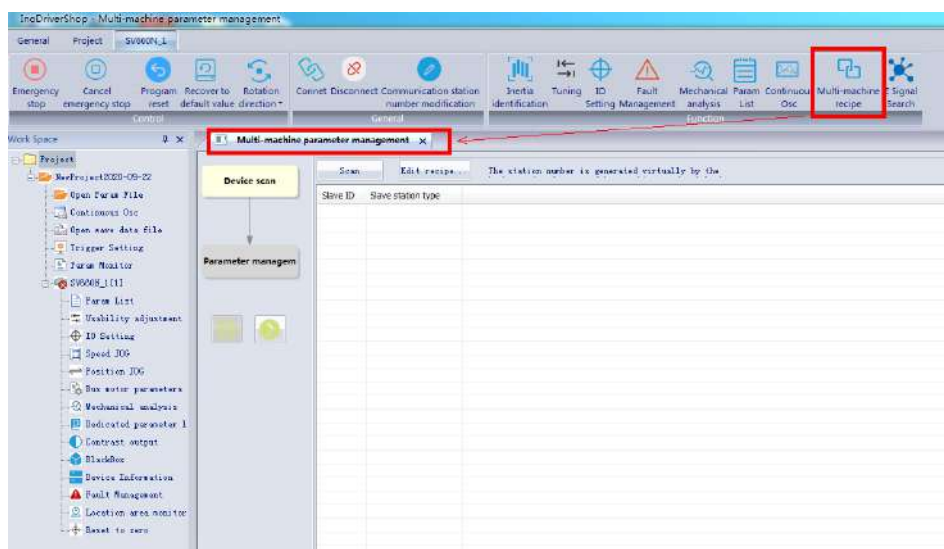 InoDriverShop - Multi-machine parameter management
General Project SV660N_1
Emergency stop
Cancel emergency stop
Program reset
Recover to default value
Rotation direction
Connet
Disconnect
Communication station number modification
Inertia identification
Tuning
IO Setting
Fault Management
Mechanical analysis
Param List
Continuou Osc
Multi-machine recipe
Z Signal Search
Control
General
Function
Work Space
Multi-machine parameter management
Project
NewProject2020-09-22
Open Param File
Continuous Osc
Open save data file
Trigger Setting
Param Monitor
SV660N_1[1]
Param List
Usability adjustment
IO Setting
Speed JOG
Position JOG
Bus motor parameters
Mechanical analysis
Dedicated parameter l
Contrast output
BlackBox
Device Information
Fault Management
Location area monitor
Reset to zero
Device scan
Parameter managem
Scan Edit recipe... The station number is generated virtually by the
Slave ID Slave station type